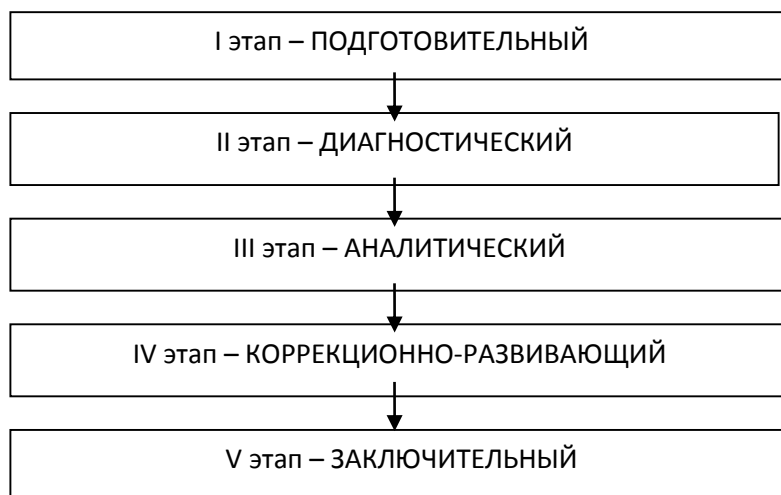 I этап – ПОДГОТОВИТЕЛЬНЫЙ
II этап – ДИАГНОСТИЧЕСКИЙ
III этап – АНАЛИТИЧЕСКИЙ
IV этап – КОРРЕКЦИОННО-РАЗВИВАЮЩИЙ
V этап – ЗАКЛЮЧИТЕЛЬНЫЙ